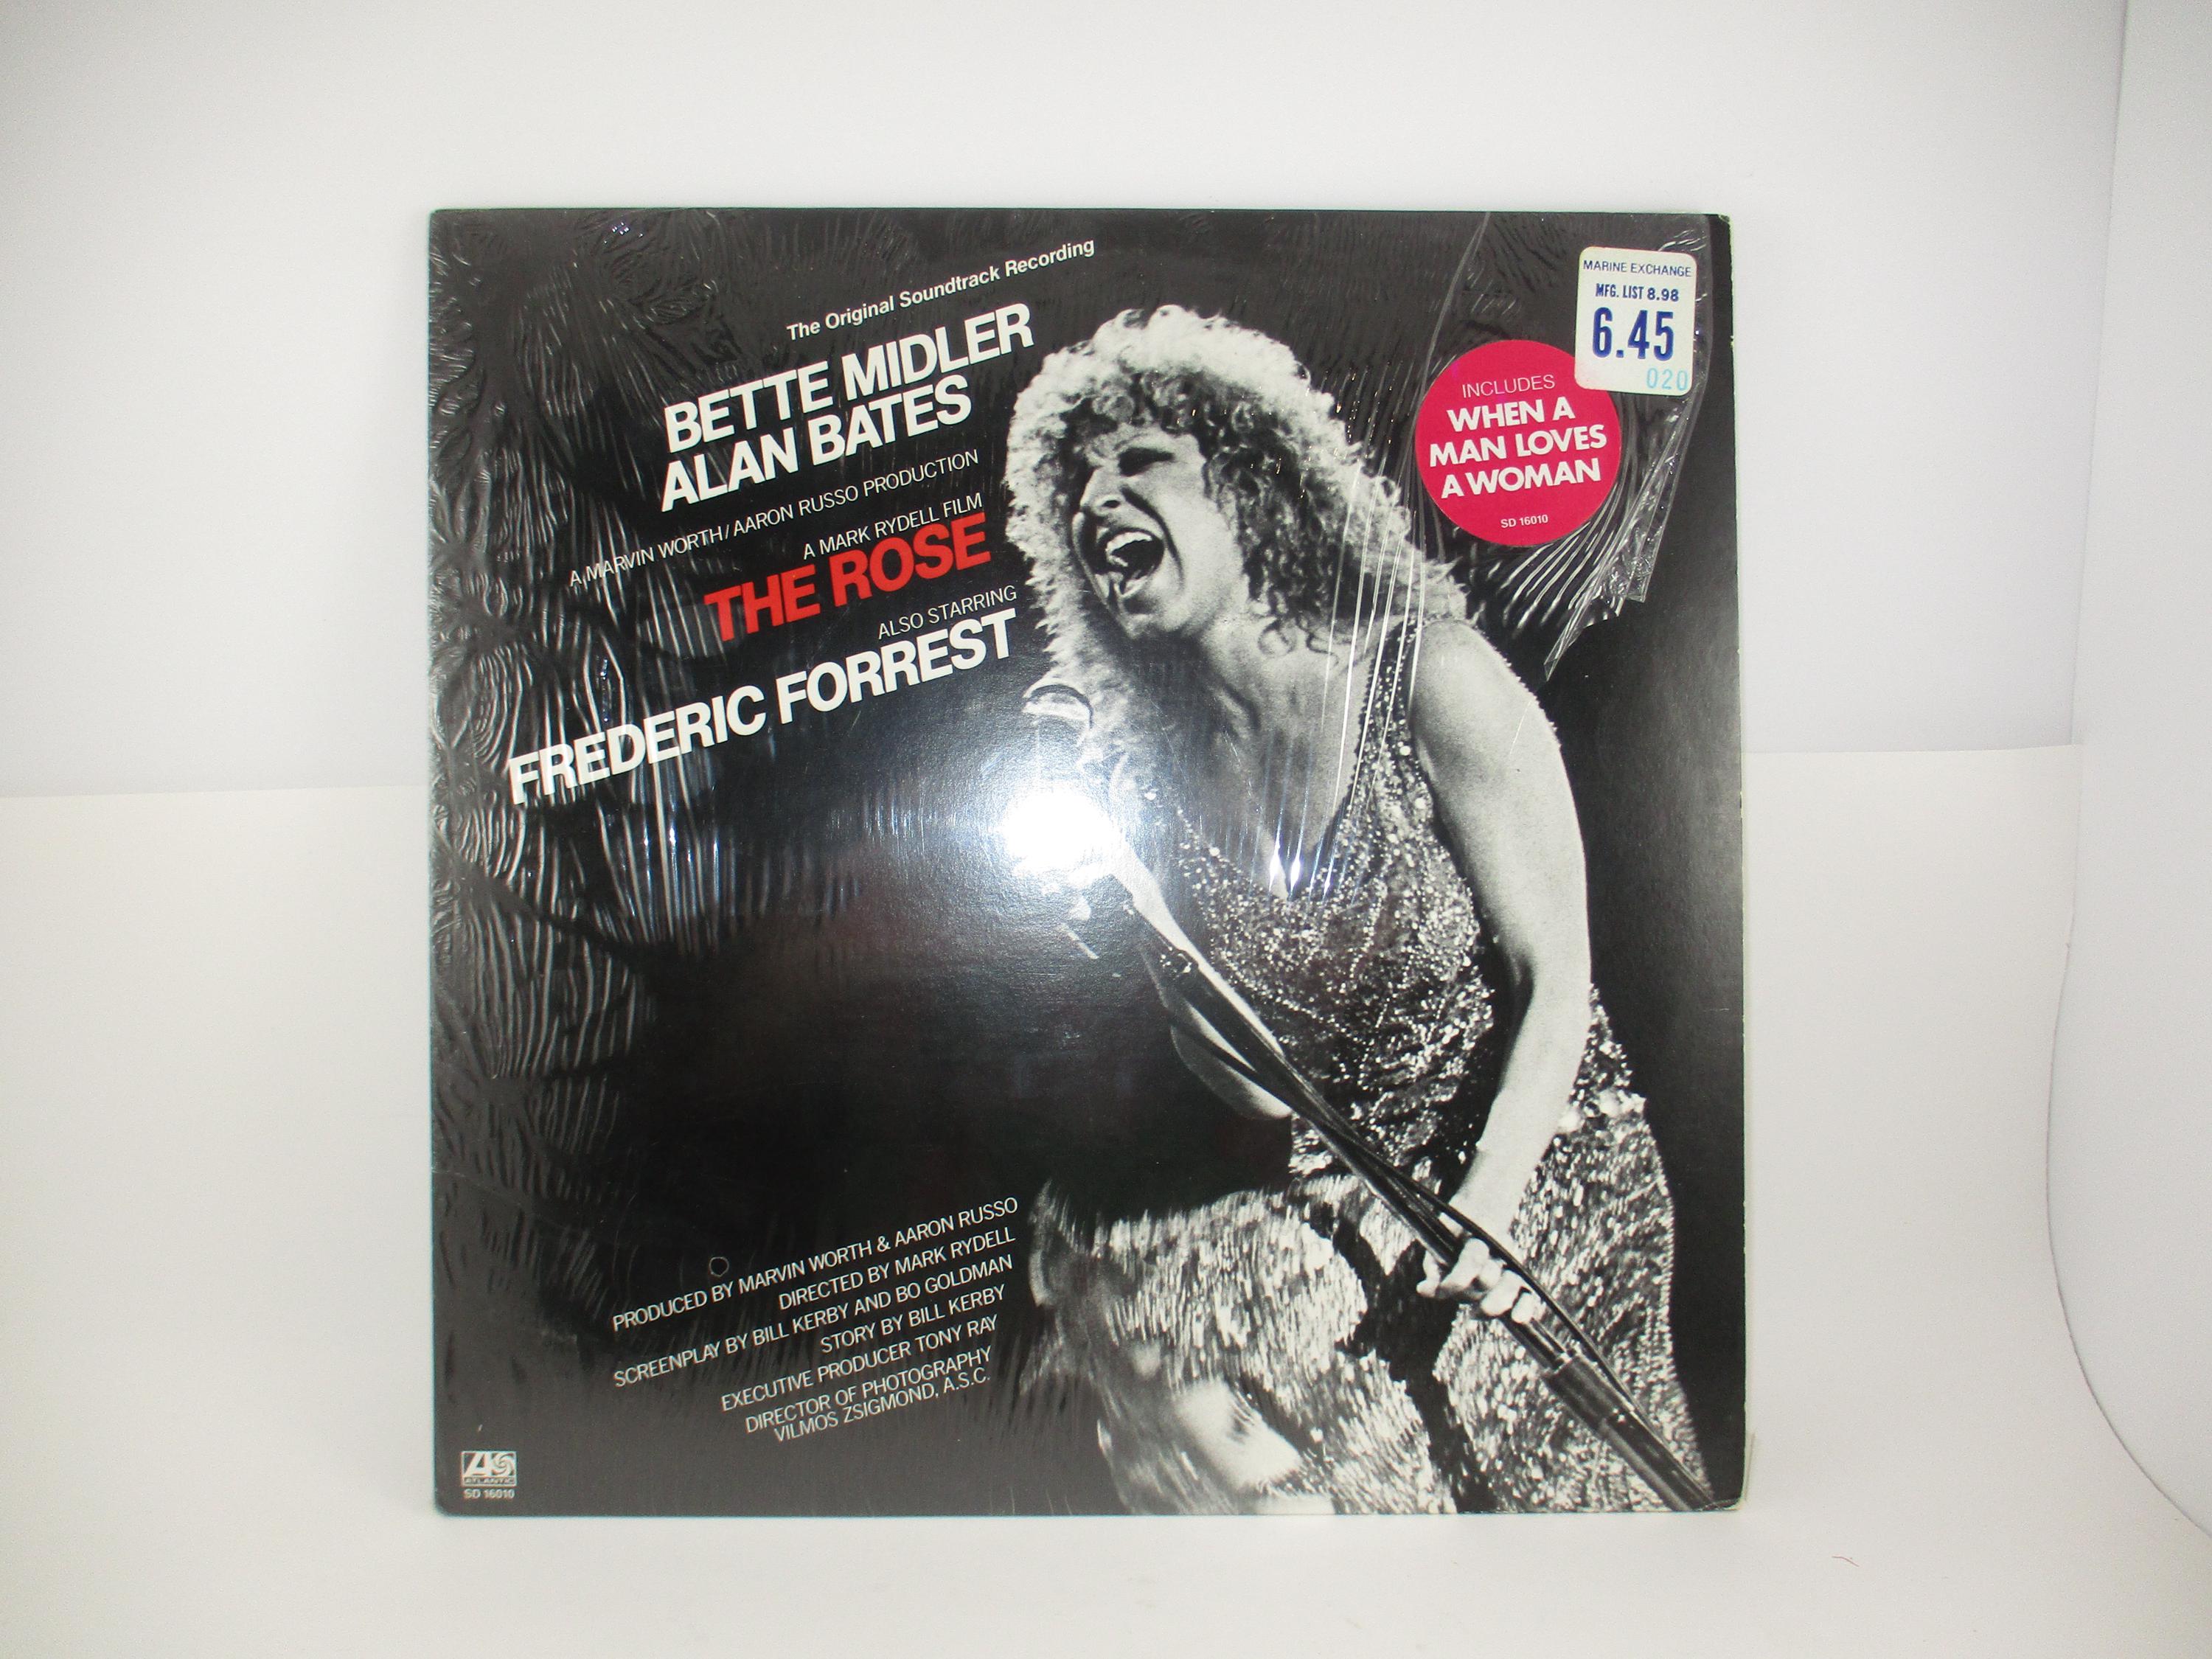 The Original Soundtrack Recording
BETTE MIDLER
ALAN BATES
A MARVIN WORTH/AARON RUSSO PRODUCTION
A MARK RYDELL FILM
THE ROSE
ALSO STARRING
FREDERIC FORREST
MARINE EXCHANGE
MFG. LIST 8.98
6.45
020
INCLUDES
WHEN A
MAN LOVES
A WOMAN
SD 16010
PRODUCED BY MARVIN WORTH & AARON RUSSO
DIRECTED BY MARK RYDELL
SCREENPLAY BY BILL KERBY AND BO GOLDMAN
STORY BY BILL KERBY
EXECUTIVE PRODUCER TONY RAY
DIRECTOR OF PHOTOGRAPHY
VILMOS ZSIGMOND, A.S.C.
ATLANTIC
SD 16010